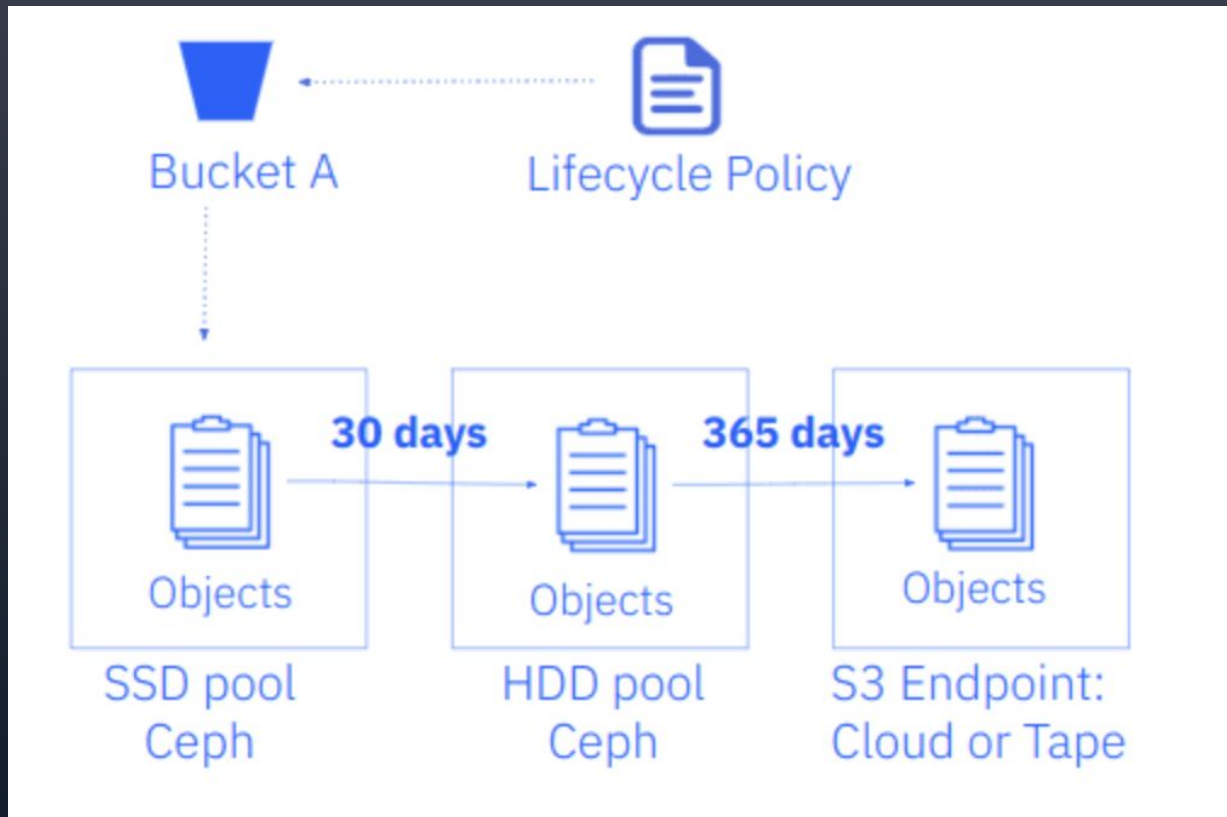 Bucket A
Lifecycle Policy
30 days
365 days
Objects
Objects
Objects
SSD pool
Ceph
HDD pool
Ceph
S3 Endpoint:
Cloud or Tape